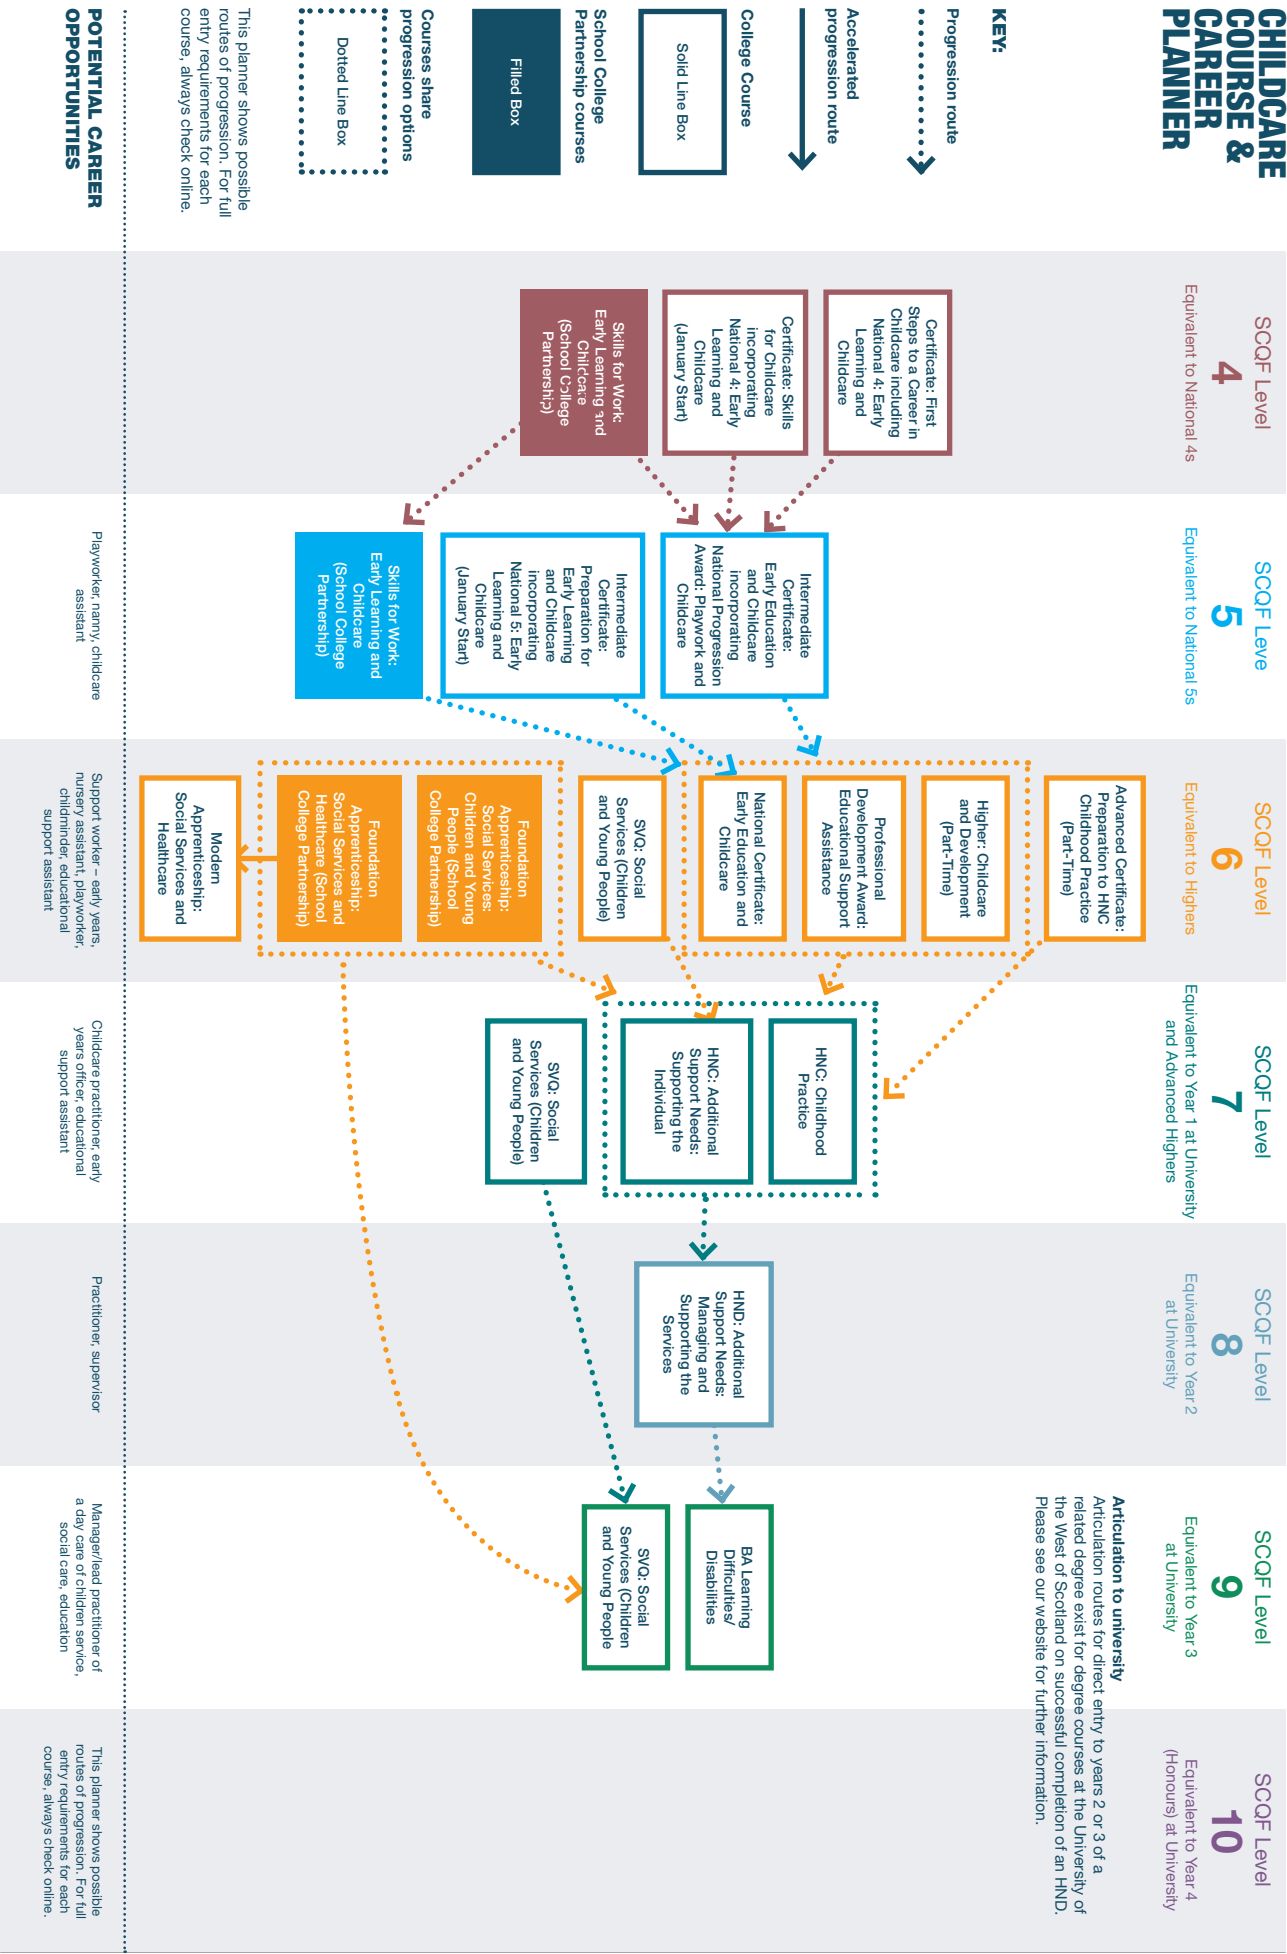 CHILDCARE
COURSE &
CAREER
PLANNER
KEY:
Progression route
Accelerated
progression route
College Course
Solid Line Box
School College
Partnership courses
Filled Box
Courses share
progression options
Dotted Line Box
This planner shows possible
routes of progression. For full
entry requirements for each
course, always check online.
POTENTIAL CAREER
OPPORTUNITIES
SCQF Level
4
Equivalent to National 4s
Certificate: First
Steps to a Career in
Childcare including
National 4: Early
Learning and
Childcare
Certificate: Skills
for Childcare
incorporating
National 4: Early
Learning and
Childcare
(January Start)
Skills for Work:
Early Learning and
Childcare
(School College
Partnership)
SCQF Leve
5
Equivalent to National 5s
Intermediate
Certificate:
Early Education
and Childcare
incorporating
National Progression
Award: Playwork and
Childcare
Intermediate
Certificate:
Preparation for
Early Learning
and Childcare
incorporating
National 5: Early
Learning and
Childcare
(January Start)
Skills for Work:
Early Learning and
Childcare
(School College
Partnership)
Playworker, nanny, childcare
assistant
SCQF Level
6
Equivalent to Highers
Advanced Certificate:
Preparation to HNC
Childhood Practice
(Part-Time)
Higher: Childcare
and Development
(Part-Time)
Professional
Development Award:
Educational Support
Assistance
National Certificate:
Early Education and
Childcare
SVQ: Social
Services (Children
and Young People)
Foundation
Apprenticeship:
Social Services:
Children and Young
People (School
College Partnership)
Foundation
Apprenticeship:
Social Services and
Healthcare (School
College Partnership)
Modern
Apprenticeship:
Social Services and
Healthcare
Support worker – early years,
nursery assistant, playworker,
childminder, educational
support assistant
SCQF Level
7
Equivalent to Year 1 at University
and Advanced Highers
HNC: Childhood
Practice
HNC: Additional
Support Needs:
Supporting the
Individual
SVQ: Social
Services (Children
and Young People)
Childcare practitioner, early
years officer, educational
support assistant
SCQF Level
8
Equivalent to Year 2
at University
HND: Additional
Support Needs:
Managing and
Supporting the
Services
Practitioner, supervisor
SCQF Level
9
Equivalent to Year 3
at University
Articulation to university
Articulation routes for direct entry to years 2 or 3 of a
related degree exist for degree courses at the University of
the West of Scotland on successful completion of an HND.
Please see our website for further information.
BA Learning
Difficulties/
Disabilities
SVQ: Social
Services (Children
and Young People
Manager/lead practitioner of
a day care of children service,
social care, education
SCQF Level
10
Equivalent to Year 4
(Honours) at University
This planner shows possible
routes of progression. For full
entry requirements for each
course, always check online.